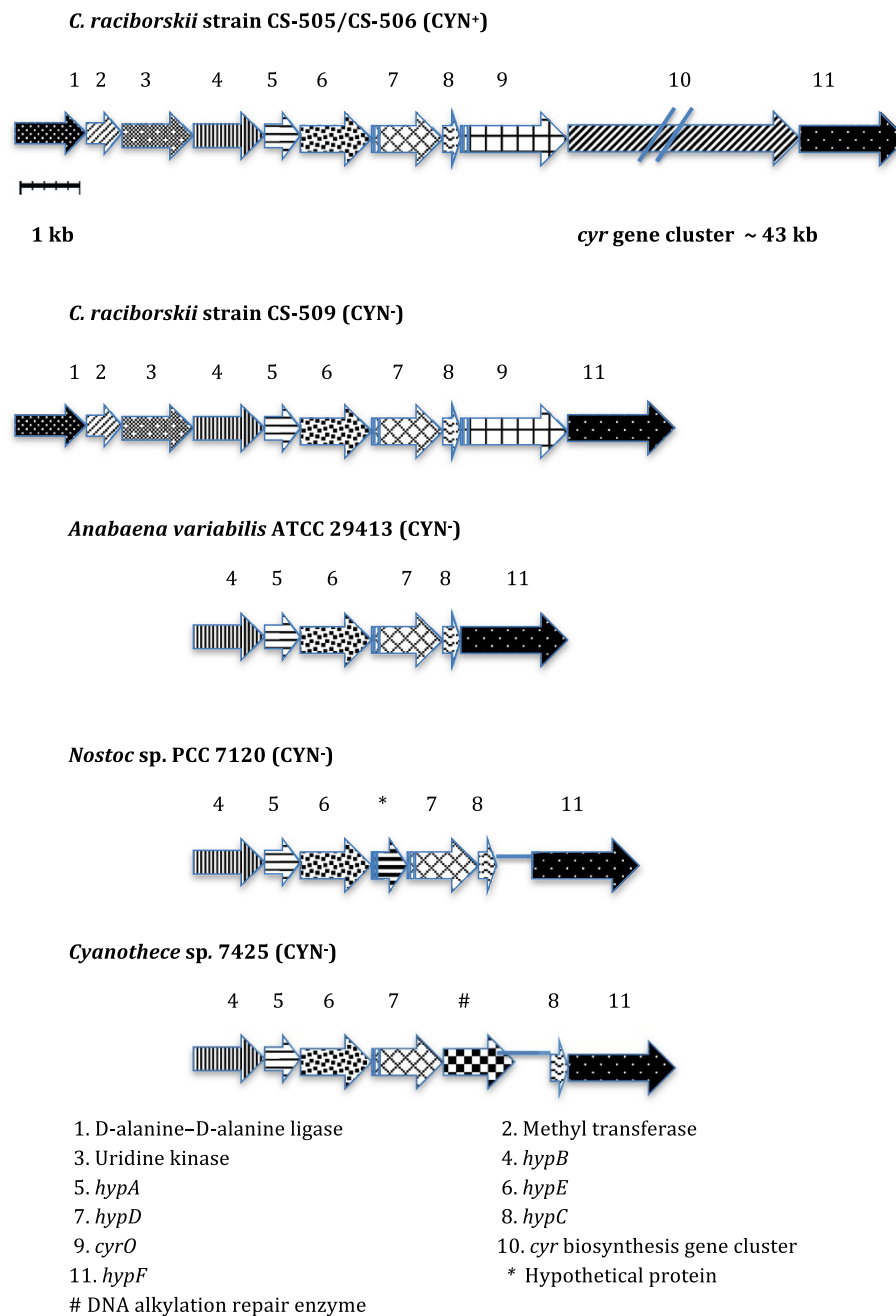 C. raciborskii strain CS-505/CS-506 (CYN⁺)
1 2 3 4 5 6 7 8 9 10 11
1 kb
cyr gene cluster ~ 43 kb
C. raciborskii strain CS-509 (CYN⁻)
1 2 3 4 5 6 7 8 9 11
Anabaena variabilis ATCC 29413 (CYN⁻)
4 5 6 7 8 11
Nostoc sp. PCC 7120 (CYN⁻)
4 5 6 * 7 8 11
Cyanothece sp. 7425 (CYN⁻)
4 5 6 7 # 8 11
1. D-alanine–D-alanine ligase
2. Methyl transferase
3. Uridine kinase
4. hypB
5. hypA
6. hypE
7. hypD
8. hypC
9. cyrO
10. cyr biosynthesis gene cluster
11. hypF
* Hypothetical protein
# DNA alkylation repair enzyme